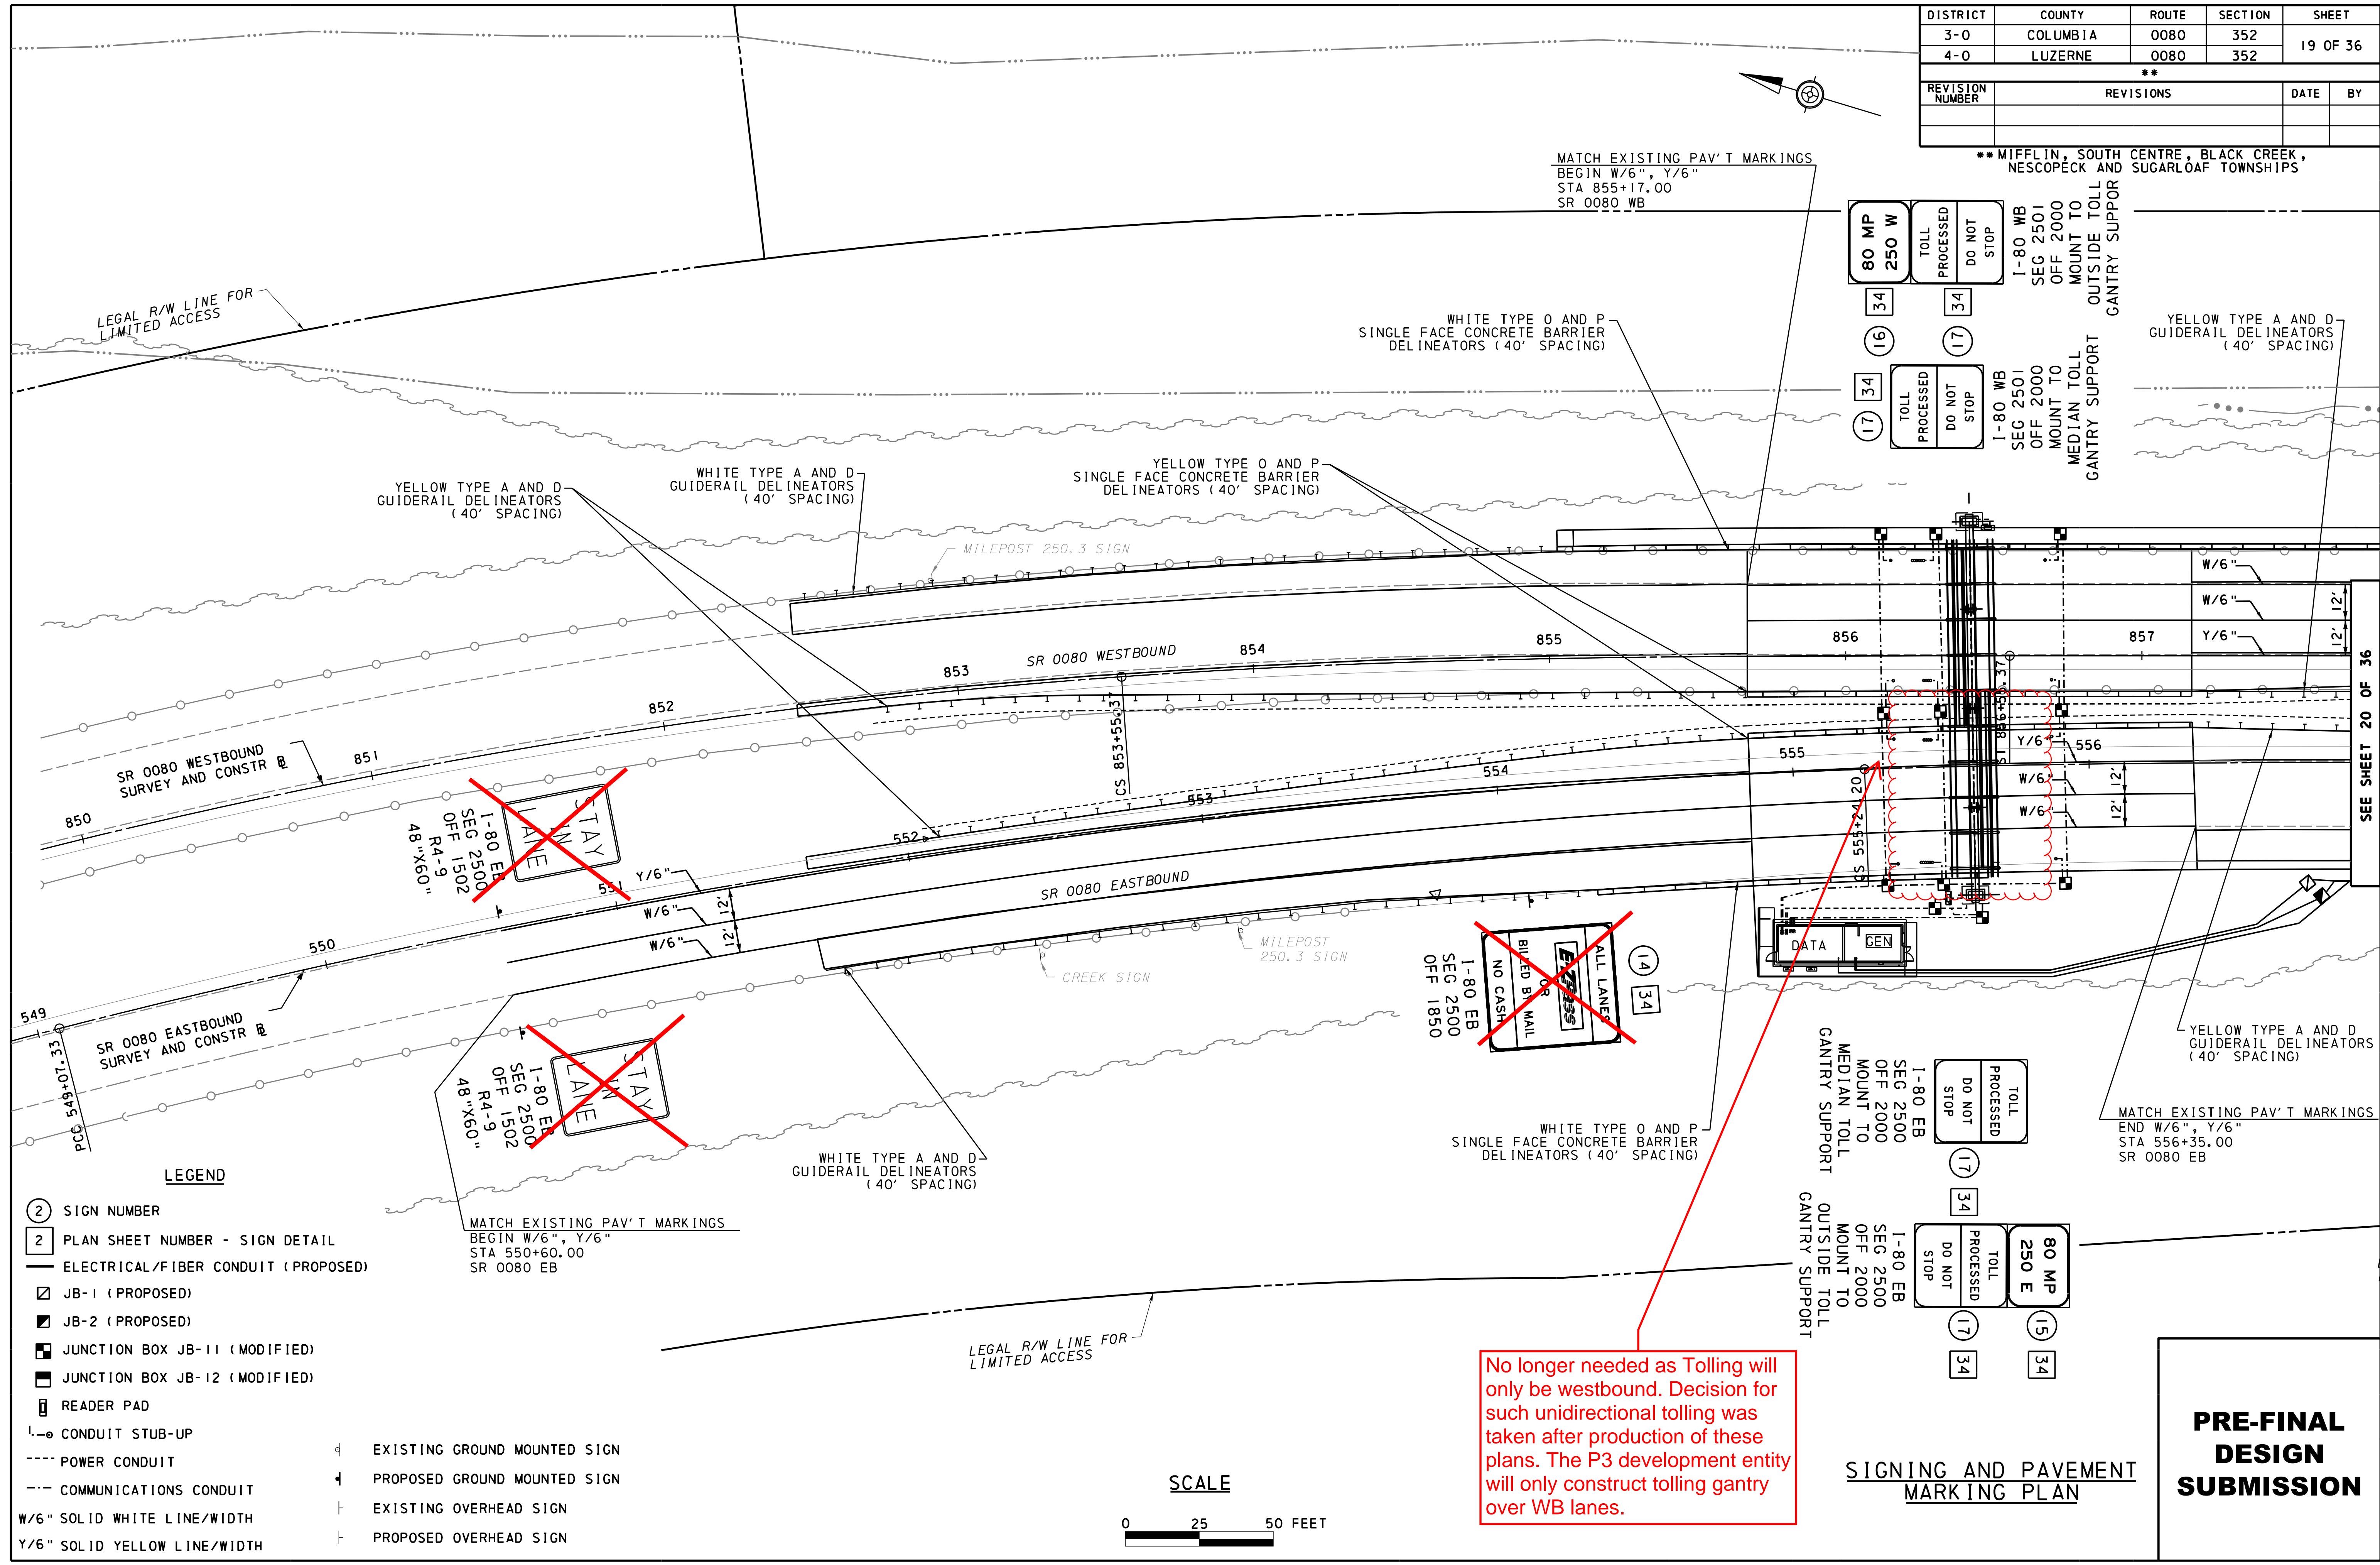 DISTRICT COUNTY ROUTE SECTION SHEET
3-0 COLUMBIA 0080 352 19 OF 36
4-0 LUZERNE 0080 352
**
REVISION NUMBER REVISIONS DATE BY
** MIFFLIN, SOUTH CENTRE, BLACK CREEK,
NESCOPECK AND SUGARLOAF TOWNSHIPS
MATCH EXISTING PAV'T MARKINGS
BEGIN W/6", Y/6"
STA 855+17.00
SR 0080 WB
80 MP
250 W
TOLL
PROCESSED
DO NOT
STOP
I-80 WB
SEG 2501
OFF 2000
MOUNT TO
OUTSIDE TOLL
GANTRY SUPPOR
34
34
16
17
LEGAL R/W LINE FOR
LIMITED ACCESS
WHITE TYPE O AND P
SINGLE FACE CONCRETE BARRIER
DELINEATORS (40' SPACING)
YELLOW TYPE A AND D
GUIDERAIL DELINEATORS
(40' SPACING)
34
17
TOLL
PROCESSED
DO NOT
STOP
I-80 WB
SEG 2501
OFF 2000
MOUNT TO
MEDIAN TOLL
GANTRY SUPPORT
YELLOW TYPE A AND D
GUIDERAIL DELINEATORS
(40' SPACING)
WHITE TYPE A AND D
GUIDERAIL DELINEATORS
(40' SPACING)
YELLOW TYPE O AND P
SINGLE FACE CONCRETE BARRIER
DELINEATORS (40' SPACING)
MILEPOST 250.3 SIGN
W/6"
W/6"
Y/6"
12'
12'
850
851
852
853
854
855
856
857
SR 0080 WESTBOUND
SR 0080 WESTBOUND
SURVEY AND CONSTR BL
CS 853+55.37
856+55.37
SEE SHEET 20 OF 36
STAY
IN
LANE
I-80 EB
SEG 2500
OFF 1502
R4-9
48"X60"
549
550
551
552
553
554
555
556
Y/6"
W/6"
W/6"
12'
12'
SR 0080 EASTBOUND
CS 555+24.20
Y/6"
W/6"
W/6"
12'
12'
DATA
GEN
MILEPOST
250.3 SIGN
CREEK SIGN
ALL LANES
E-ZPass
OR
BILLED BY MAIL
NO CASH
I-80 EB
SEG 2500
OFF 1850
14
34
SR 0080 EASTBOUND
SURVEY AND CONSTR BL
PCC 549+07.33
STAY
IN
LANE
I-80 EB
SEG 2500
OFF 1502
R4-9
48"X60"
YELLOW TYPE A AND D
GUIDERAIL DELINEATORS
(40' SPACING)
TOLL
PROCESSED
DO NOT
STOP
I-80 EB
SEG 2500
OFF 2000
MOUNT TO
MEDIAN TOLL
GANTRY SUPPORT
17
34
MATCH EXISTING PAV'T MARKINGS
END W/6", Y/6"
STA 556+35.00
SR 0080 EB
WHITE TYPE O AND P
SINGLE FACE CONCRETE BARRIER
DELINEATORS (40' SPACING)
WHITE TYPE A AND D
GUIDERAIL DELINEATORS
(40' SPACING)
MATCH EXISTING PAV'T MARKINGS
BEGIN W/6", Y/6"
STA 550+60.00
SR 0080 EB
80 MP
250 E
TOLL
PROCESSED
DO NOT
STOP
I-80 EB
SEG 2500
OFF 2000
MOUNT TO
OUTSIDE TOLL
GANTRY SUPPORT
17
15
34
34
LEGAL R/W LINE FOR
LIMITED ACCESS
LEGEND
2 SIGN NUMBER
2 PLAN SHEET NUMBER - SIGN DETAIL
ELECTRICAL/FIBER CONDUIT (PROPOSED)
JB-1 (PROPOSED)
JB-2 (PROPOSED)
JUNCTION BOX JB-11 (MODIFIED)
JUNCTION BOX JB-12 (MODIFIED)
READER PAD
CONDUIT STUB-UP
POWER CONDUIT
COMMUNICATIONS CONDUIT
W/6" SOLID WHITE LINE/WIDTH
Y/6" SOLID YELLOW LINE/WIDTH
EXISTING GROUND MOUNTED SIGN
PROPOSED GROUND MOUNTED SIGN
EXISTING OVERHEAD SIGN
PROPOSED OVERHEAD SIGN
SCALE
0 25 50 FEET
No longer needed as Tolling will
only be westbound. Decision for
such unidirectional tolling was
taken after production of these
plans. The P3 development entity
will only construct tolling gantry
over WB lanes.
SIGNING AND PAVEMENT
MARKING PLAN
PRE-FINAL
DESIGN
SUBMISSION